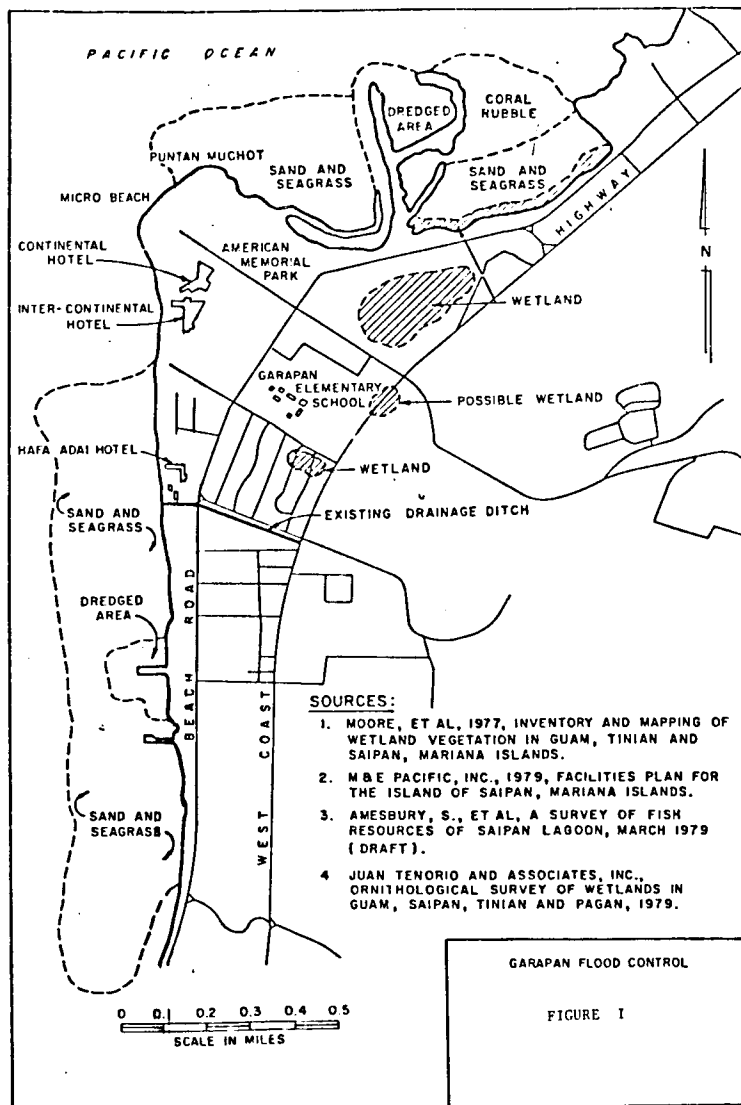 PACIFIC OCEAN
DREDGED
AREA
CORAL
RUBBLE
PUNTAN MUCHOT
SAND AND
SEAGRASS
SAND AND
SEAGRASS
MICRO BEACH
HIGHWAY
N
CONTINENTAL
HOTEL
AMERICAN
MEMORIAL
PARK
INTER-CONTINENTAL
HOTEL
WETLAND
GARAPAN
ELEMENTARY
SCHOOL
POSSIBLE WETLAND
HAFA ADAI HOTEL
WETLAND
SAND AND
SEAGRASS
EXISTING DRAINAGE DITCH
DREDGED
AREA
BEACH ROAD
WEST COAST
SAND AND
SEAGRASS
SOURCES:
1. MOORE, ET AL, 1977, INVENTORY AND MAPPING OF
WETLAND VEGETATION IN GUAM, TINIAN AND
SAIPAN, MARIANA ISLANDS.
2. M&E PACIFIC, INC., 1979, FACILITIES PLAN FOR
THE ISLAND OF SAIPAN, MARIANA ISLANDS.
3. AMESBURY, S., ET AL, A SURVEY OF FISH
RESOURCES OF SAIPAN LAGOON, MARCH 1979
(DRAFT).
4 JUAN TENORIO AND ASSOCIATES, INC.,
ORNITHOLOGICAL SURVEY OF WETLANDS IN
GUAM, SAIPAN, TINIAN AND PAGAN, 1979.
0 0.1 0.2 0.3 0.4 0.5
SCALE IN MILES
GARAPAN FLOOD CONTROL
FIGURE I